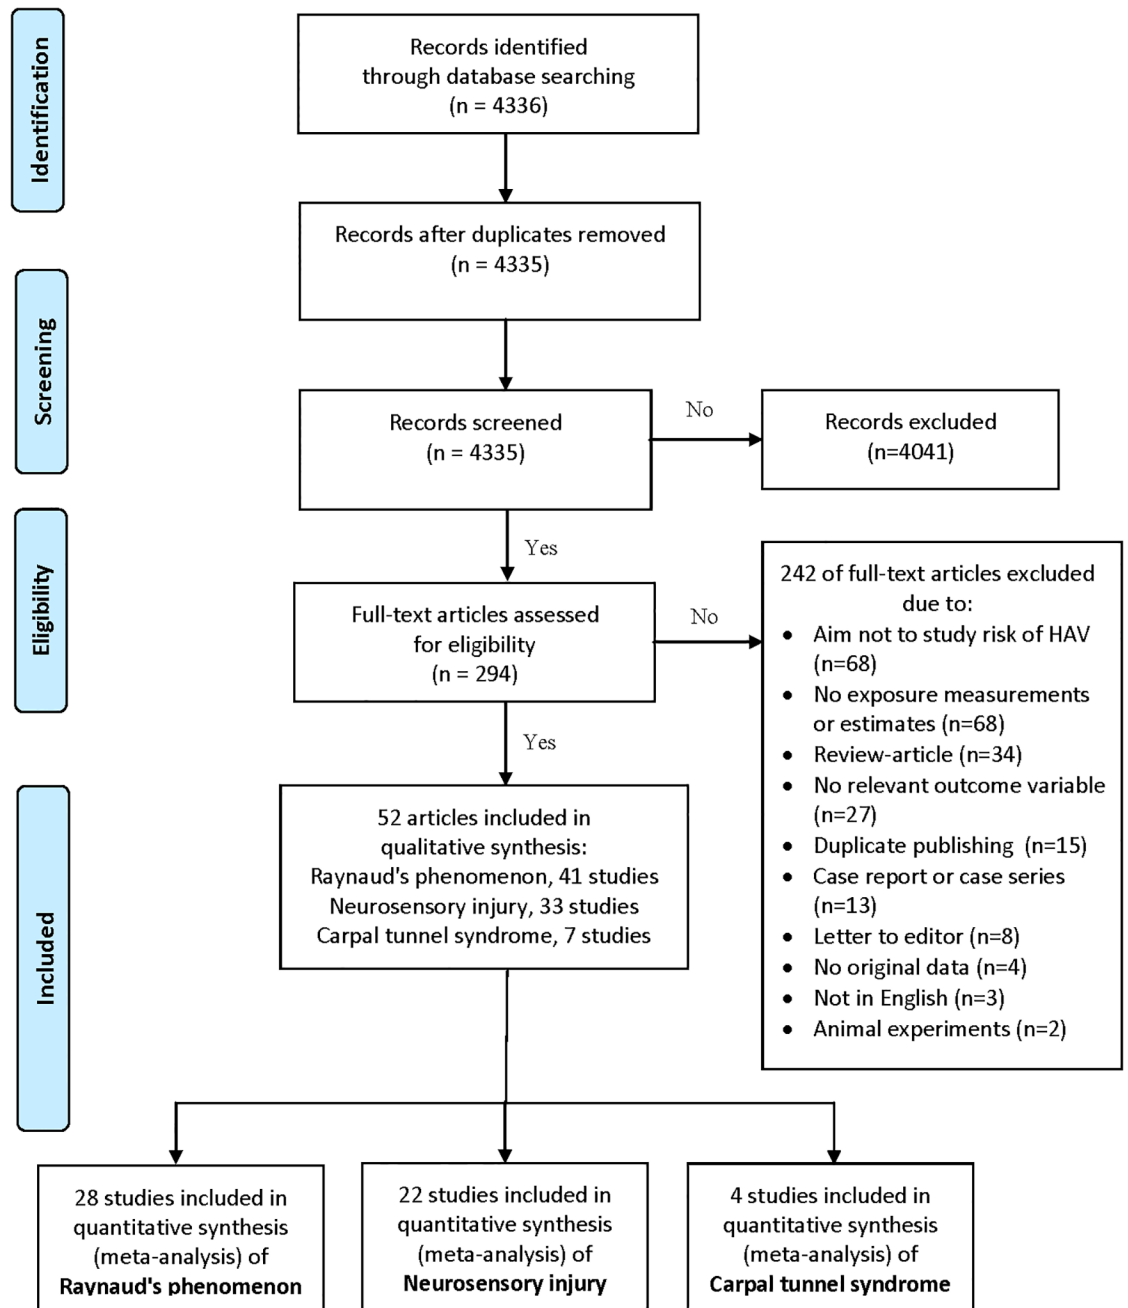 Identification
Records identified
through database searching
(n = 4336)
Records after duplicates removed
(n = 4335)
Screening
Records screened
(n = 4335)
No
Records excluded
(n=4041)
Yes
Eligibility
Full-text articles assessed
for eligibility
(n = 294)
No
242 of full-text articles excluded
due to:
• Aim not to study risk of HAV
(n=68)
• No exposure measurements
or estimates (n=68)
• Review-article (n=34)
• No relevant outcome variable
(n=27)
• Duplicate publishing (n=15)
• Case report or case series
(n=13)
• Letter to editor (n=8)
• No original data (n=4)
• Not in English (n=3)
• Animal experiments (n=2)
Yes
Included
52 articles included in
qualitative synthesis:
Raynaud's phenomenon, 41 studies
Neurosensory injury, 33 studies
Carpal tunnel syndrome, 7 studies
28 studies included in
quantitative synthesis
(meta-analysis) of
Raynaud's phenomenon
22 studies included in
quantitative synthesis
(meta-analysis) of
Neurosensory injury
4 studies included in
quantitative synthesis
(meta-analysis) of
Carpal tunnel syndrome